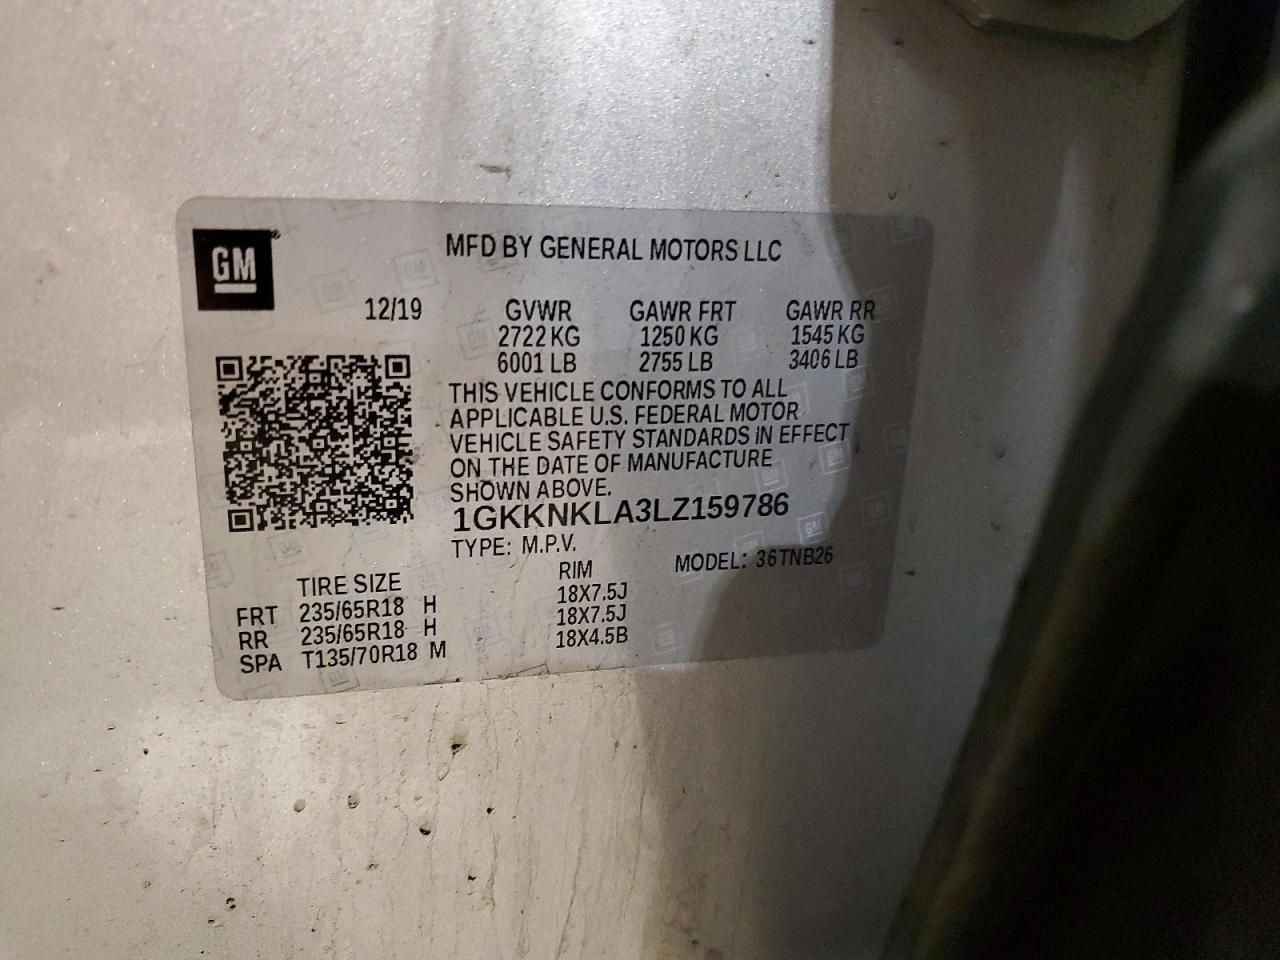 GM
MFD BY GENERAL MOTORS LLC
12/19 GVWR GAWR FRT GAWR RR
2722 KG 1250 KG 1545 KG
6001 LB 2755 LB 3406 LB
THIS VEHICLE CONFORMS TO ALL
APPLICABLE U.S. FEDERAL MOTOR
VEHICLE SAFETY STANDARDS IN EFFECT
ON THE DATE OF MANUFACTURE
SHOWN ABOVE.
1GKKNKLA3LZ159786
TYPE: M.P.V. MODEL: 36TNB26
TIRE SIZE RIM
FRT 235/65R18 H 18X7.5J
RR 235/65R18 H 18X7.5J
SPA T135/70R18 M 18X4.5B